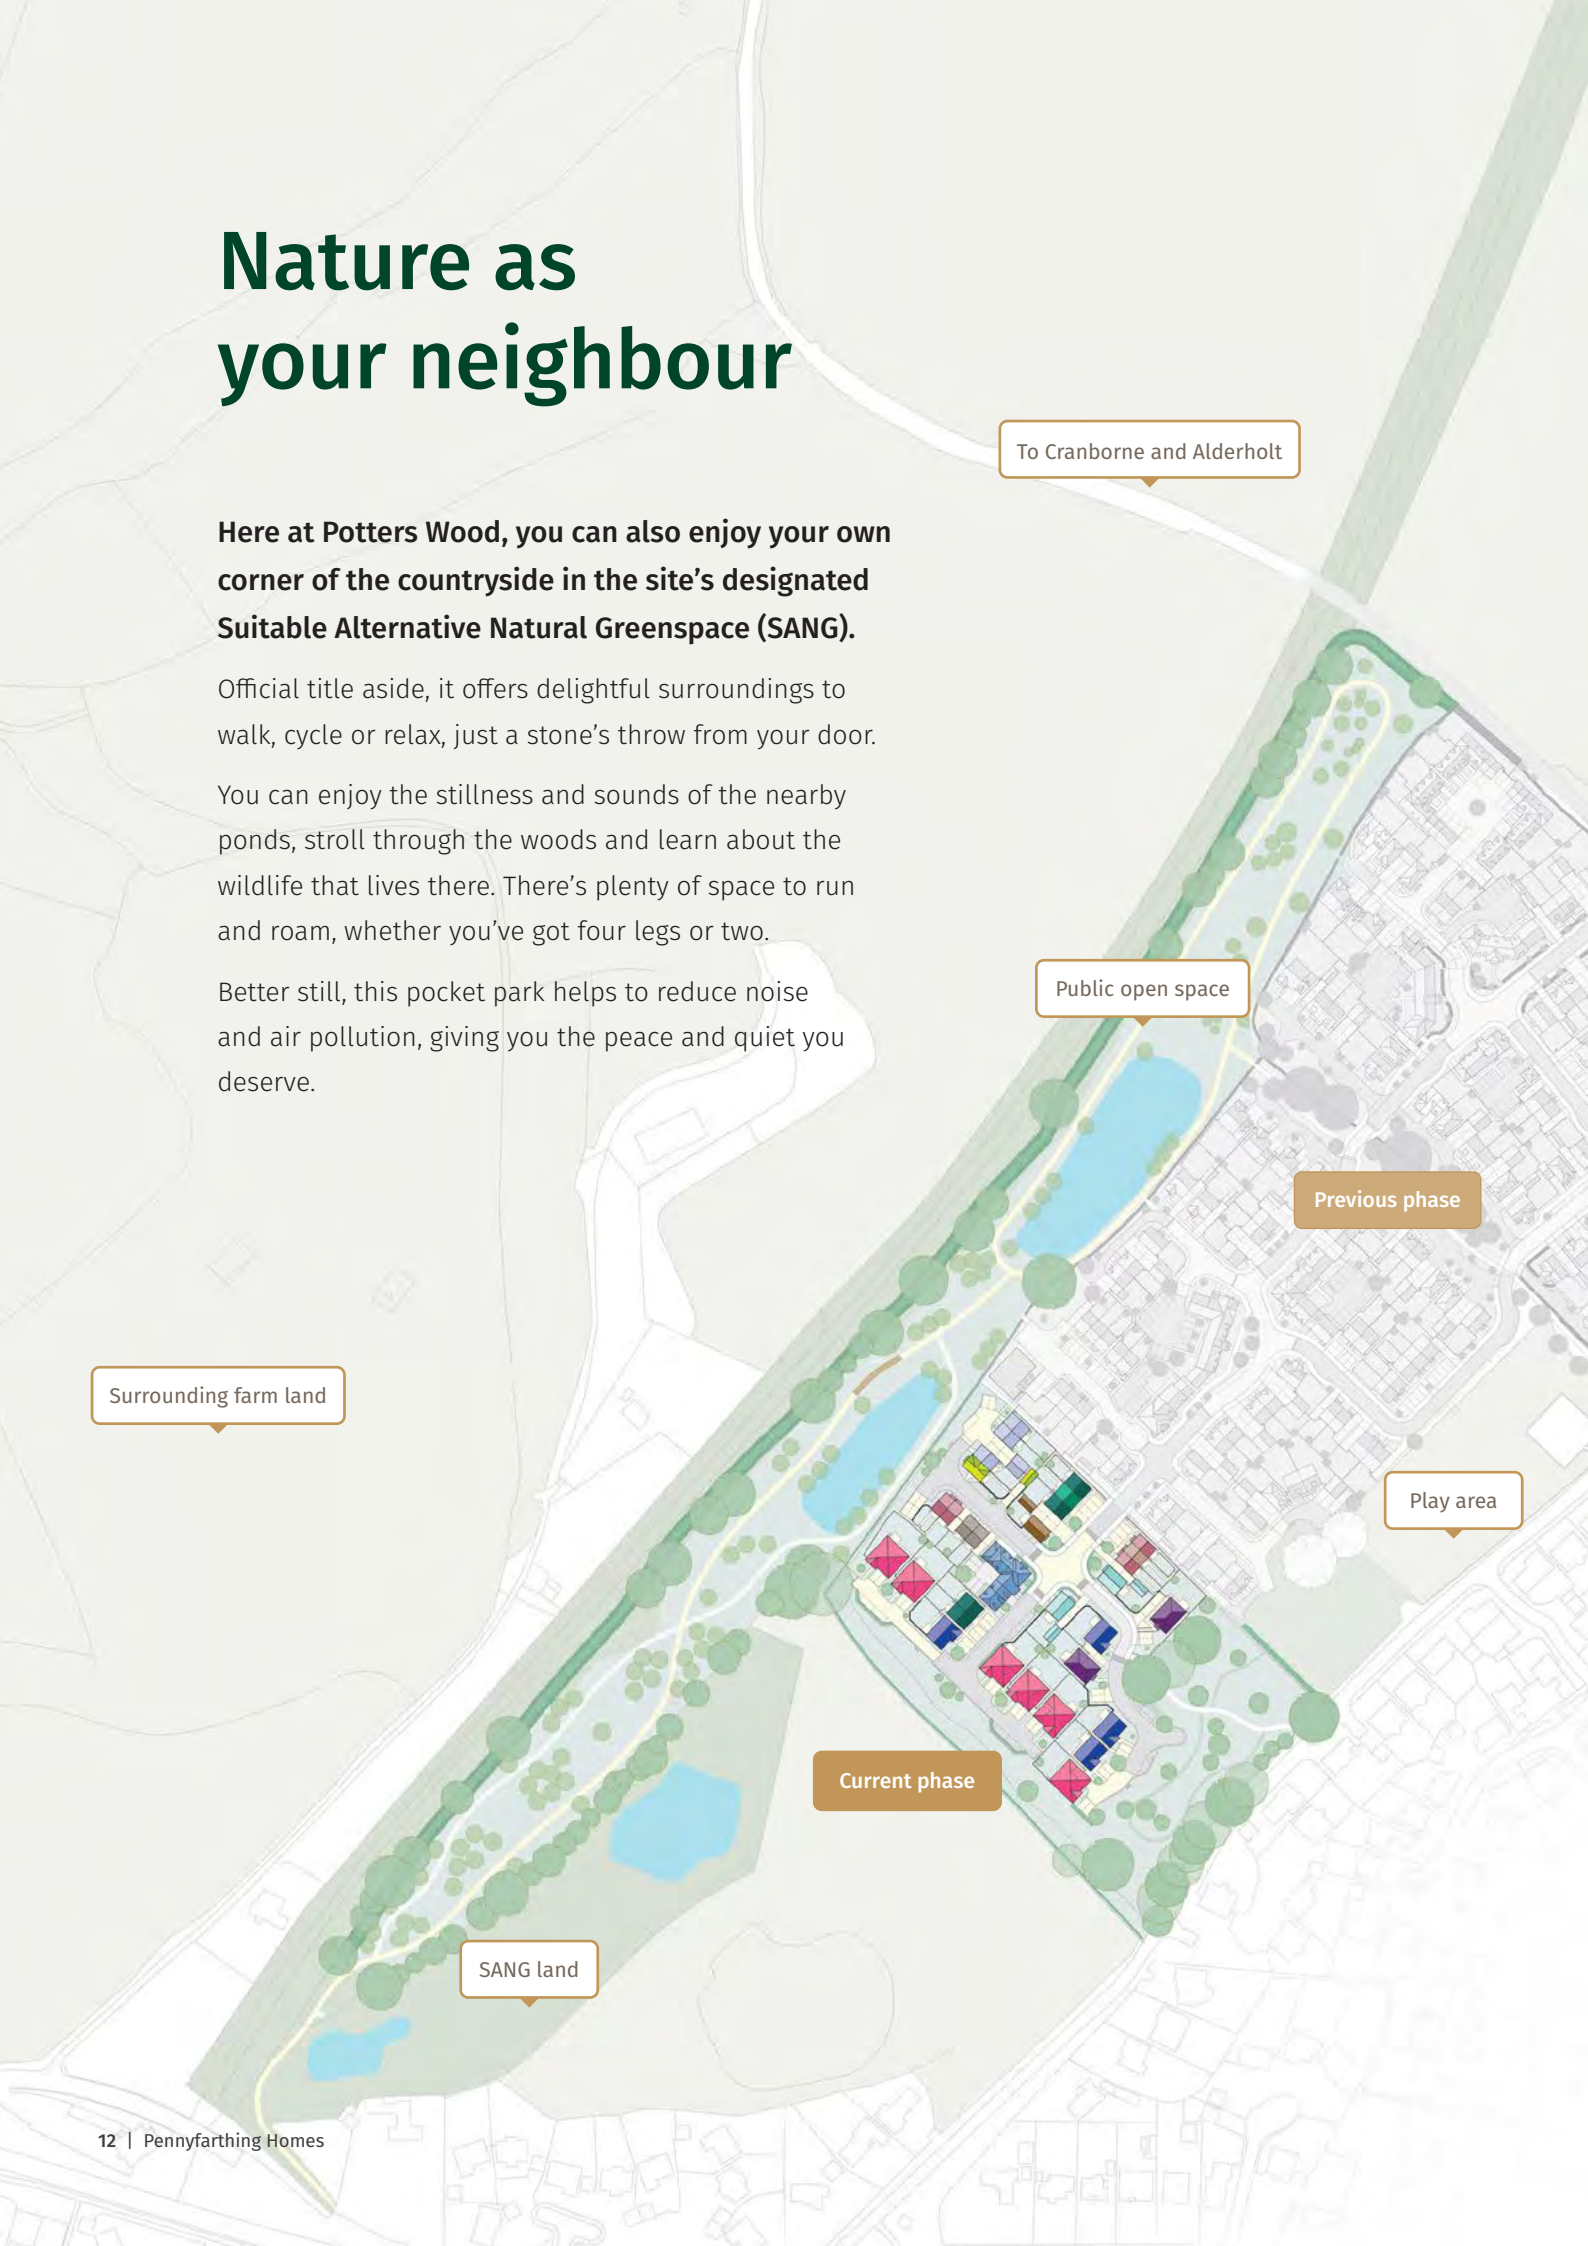 Nature as
your neighbour
To Cranborne and Alderholt
Here at Potters Wood, you can also enjoy your own
corner of the countryside in the site’s designated
Suitable Alternative Natural Greenspace (SANG).
Official title aside, it offers delightful surroundings to
walk, cycle or relax, just a stone’s throw from your door.
You can enjoy the stillness and sounds of the nearby
ponds, stroll through the woods and learn about the
wildlife that lives there. There’s plenty of space to run
and roam, whether you’ve got four legs or two.
Better still, this pocket park helps to reduce noise
and air pollution, giving you the peace and quiet you
deserve.
Public open space
Previous phase
Surrounding farm land
Play area
Current phase
SANG land
12 | Pennyfarthing Homes